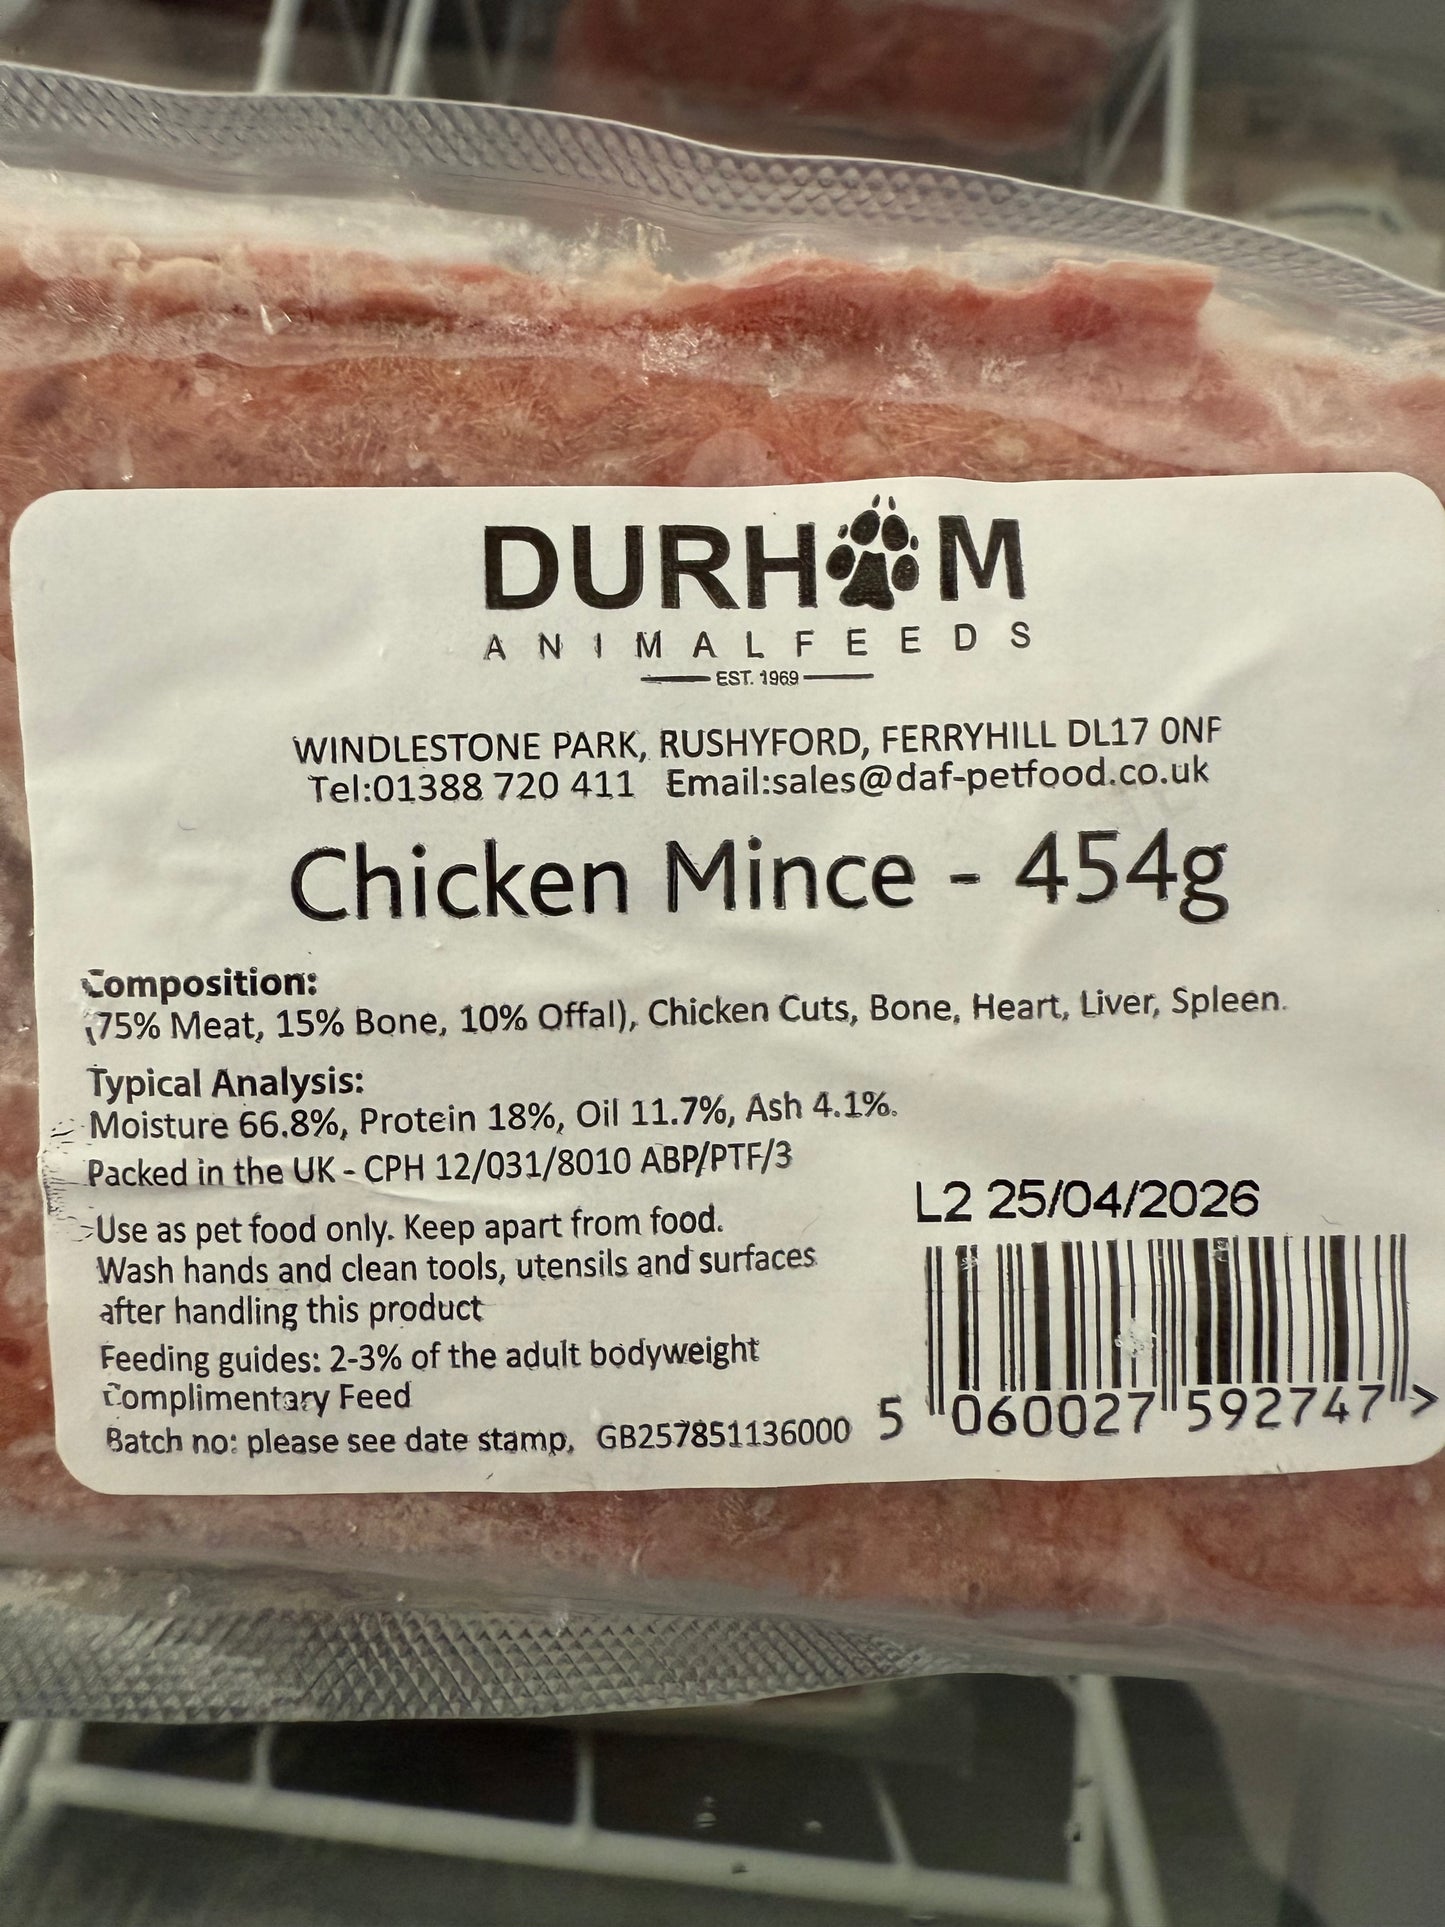 DURHAM
ANIMAL FEEDS
EST. 1969
WINDLESTONE PARK, RUSHYFORD, FERRYHILL DL17 0NF
Tel:01388 720 411 Email:sales@daf-petfood.co.uk
Chicken Mince - 454g
Composition:
(75% Meat, 15% Bone, 10% Offal), Chicken Cuts, Bone, Heart, Liver, Spleen.
Typical Analysis:
Moisture 66.8%, Protein 18%, Oil 11.7%, Ash 4.1%.
Packed in the UK - CPH 12/031/8010 ABP/PTF/3
Use as pet food only. Keep apart from food.
Wash hands and clean tools, utensils and surfaces
after handling this product
Feeding guides: 2-3% of the adult bodyweight
Complimentary Feed
Batch no: please see date stamp, GB257851136000
L2 25/04/2026
5 060027 592747 >